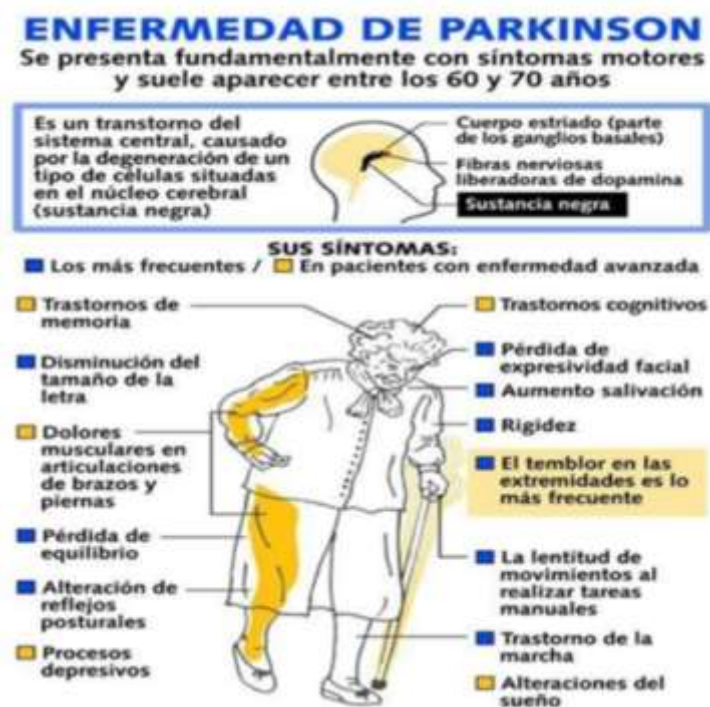 ENFERMEDAD DE PARKINSON
Se presenta fundamentalmente con síntomas motores
y suele aparecer entre los 60 y 70 años
Es un transtorno del
sistema central, causado
por la degeneración de un
tipo de células situadas
en el núcleo cerebral
(sustancia negra)
Cuerpo estriado (parte
de los ganglios basales)
Fibras nerviosas
liberadoras de dopamina
Sustancia negra
SUS SÍNTOMAS:
Los más frecuentes / En pacientes con enfermedad avanzada
Trastornos de
memoria
Disminución del
tamaño de la
letra
Dolores
musculares en
articulaciones
de brazos y
piernas
Pérdida de
equilibrio
Alteración de
reflejos
posturales
Procesos
depresivos
Trastornos cognitivos
Pérdida de
expresividad facial
Aumento salivación
Rigidez
El temblor en las
extremidades es lo
más frecuente
La lentitud de
movimientos al
realizar tareas
manuales
Trastorno de la
marcha
Alteraciones del
sueño